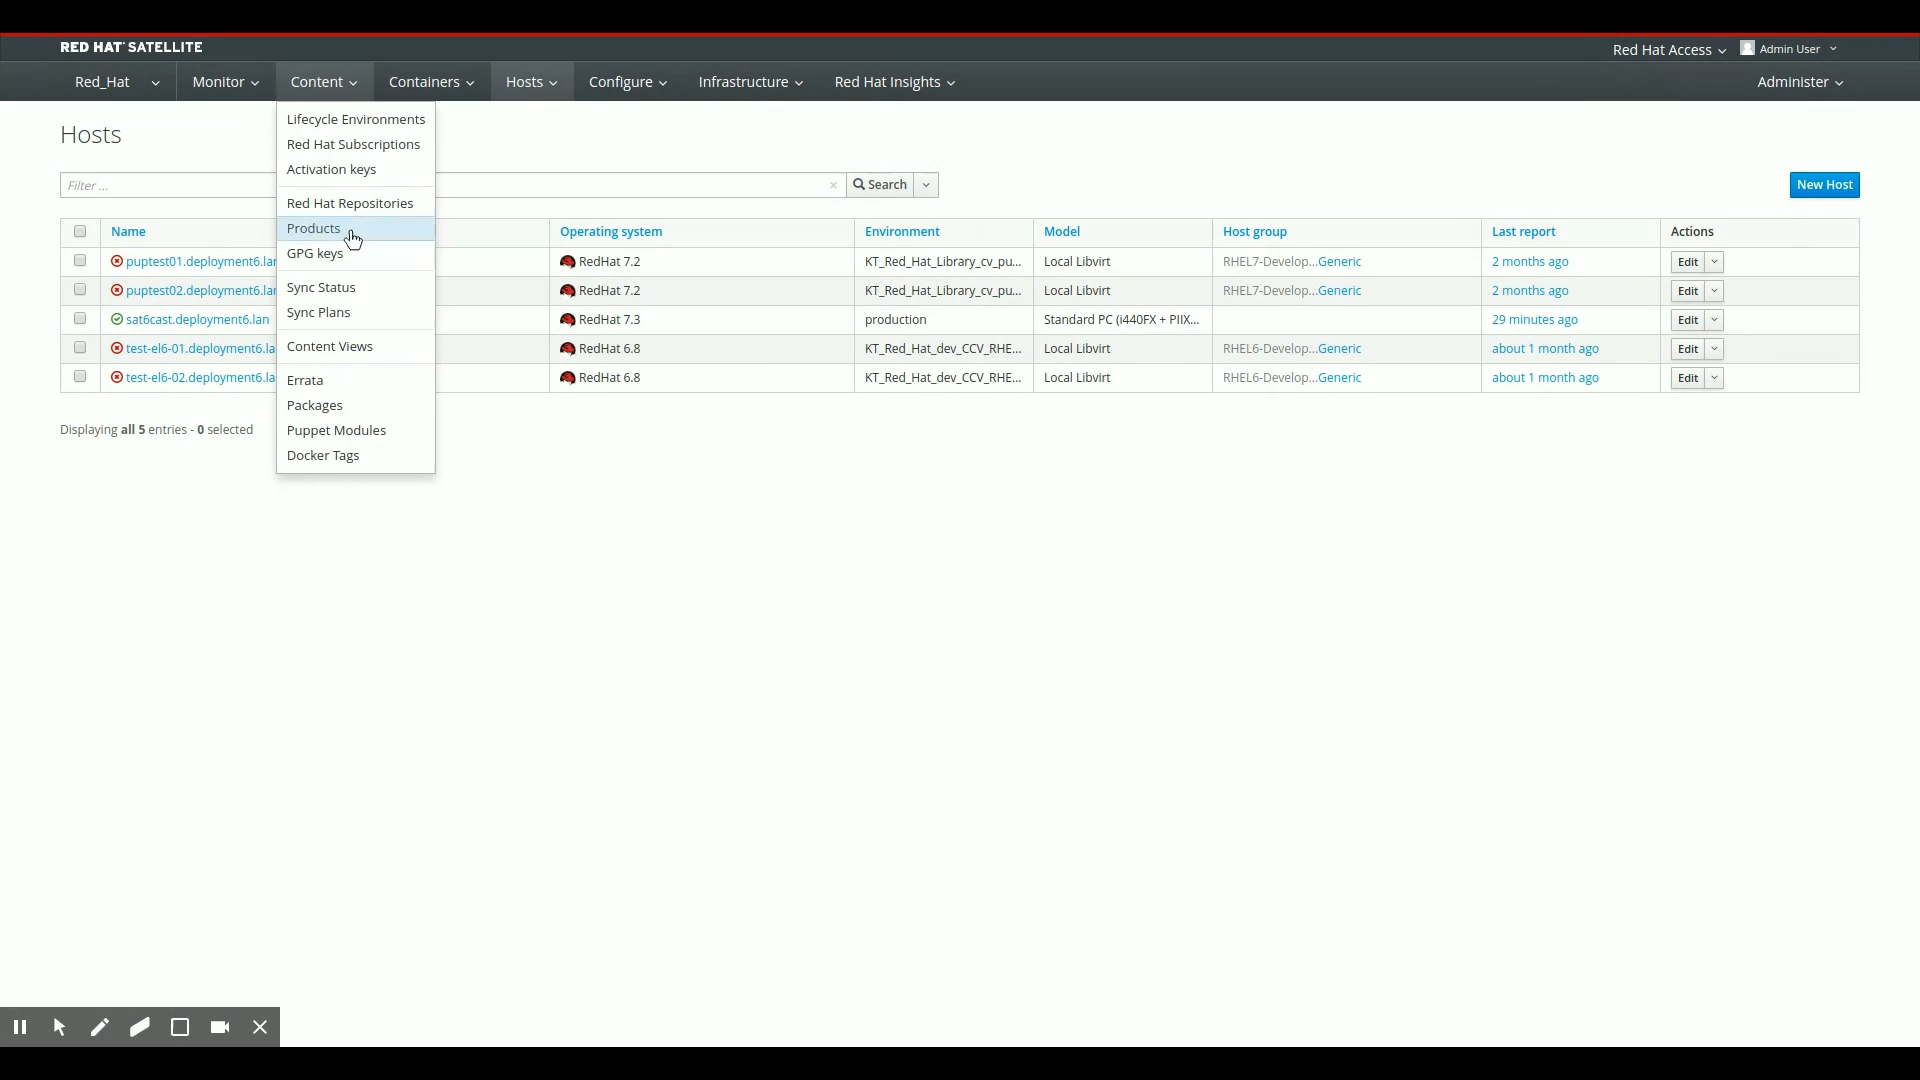 RED HAT SATELLITE
Red Hat Access
Admin User
Red_Hat
Monitor
Content
Containers
Hosts
Configure
Infrastructure
Red Hat Insights
Administer
Lifecycle Environments
Red Hat Subscriptions
Activation keys
Red Hat Repositories
Products
GPG keys
Sync Status
Sync Plans
Content Views
Errata
Packages
Puppet Modules
Docker Tags
Hosts
Filter ...
× Search
New Host
Name Operating system Environment Model Host group Last report Actions
puptest01.deployment6.lan RedHat 7.2 KT_Red_Hat_Library_cv_pu... Local Libvirt RHEL7-Develop...Generic 2 months ago Edit
puptest02.deployment6.lan RedHat 7.2 KT_Red_Hat_Library_cv_pu... Local Libvirt RHEL7-Develop...Generic 2 months ago Edit
sat6cast.deployment6.lan RedHat 7.3 production Standard PC (i440FX + PIIX... 29 minutes ago Edit
test-el6-01.deployment6.la RedHat 6.8 KT_Red_Hat_dev_CCV_RHE... Local Libvirt RHEL6-Develop...Generic about 1 month ago Edit
test-el6-02.deployment6.la RedHat 6.8 KT_Red_Hat_dev_CCV_RHE... Local Libvirt RHEL6-Develop...Generic about 1 month ago Edit
Displaying all 5 entries - 0 selected